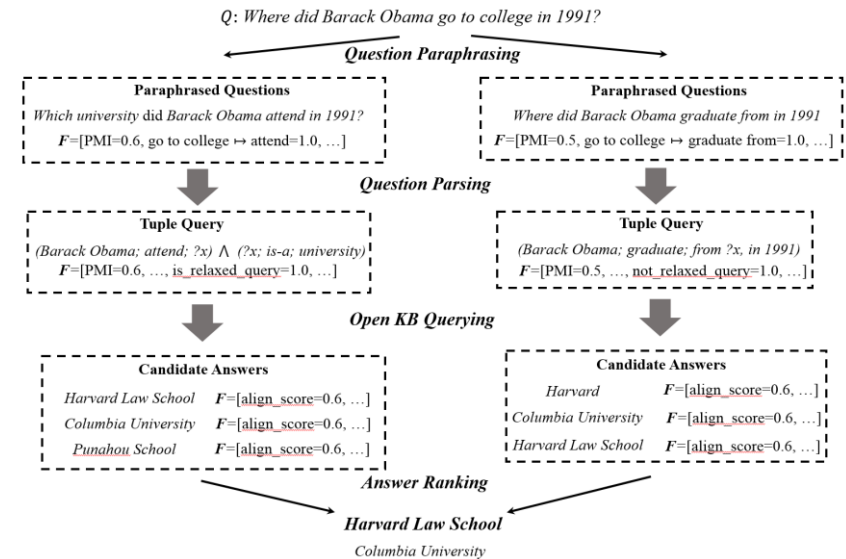 Q: Where did Barack Obama go to college in 1991?
Question Paraphrasing
Paraphrased Questions
Which university did Barack Obama attend in 1991?
F=[PMI=0.6, go to college ↦ attend=1.0, …]
Paraphrased Questions
Where did Barack Obama graduate from in 1991
F=[PMI=0.5, go to college ↦ graduate from=1.0, …]
Question Parsing
Tuple Query
(Barack Obama; attend; ?x) Λ (?x; is-a; university)
F=[PMI=0.6, …, is_relaxed_query=1.0, …]
Tuple Query
(Barack Obama; graduate; from ?x, in 1991)
F=[PMI=0.5, …, not_relaxed_query=1.0, …]
Open KB Querying
Candidate Answers
Harvard Law School F=[align_score=0.6, …]
Columbia University F=[align_score=0.6, …]
Punahou School F=[align_score=0.6, …]
Candidate Answers
Harvard F=[align_score=0.6, …]
Columbia University F=[align_score=0.6, …]
Harvard Law School F=[align_score=0.6, …]
Answer Ranking
Harvard Law School
Columbia University